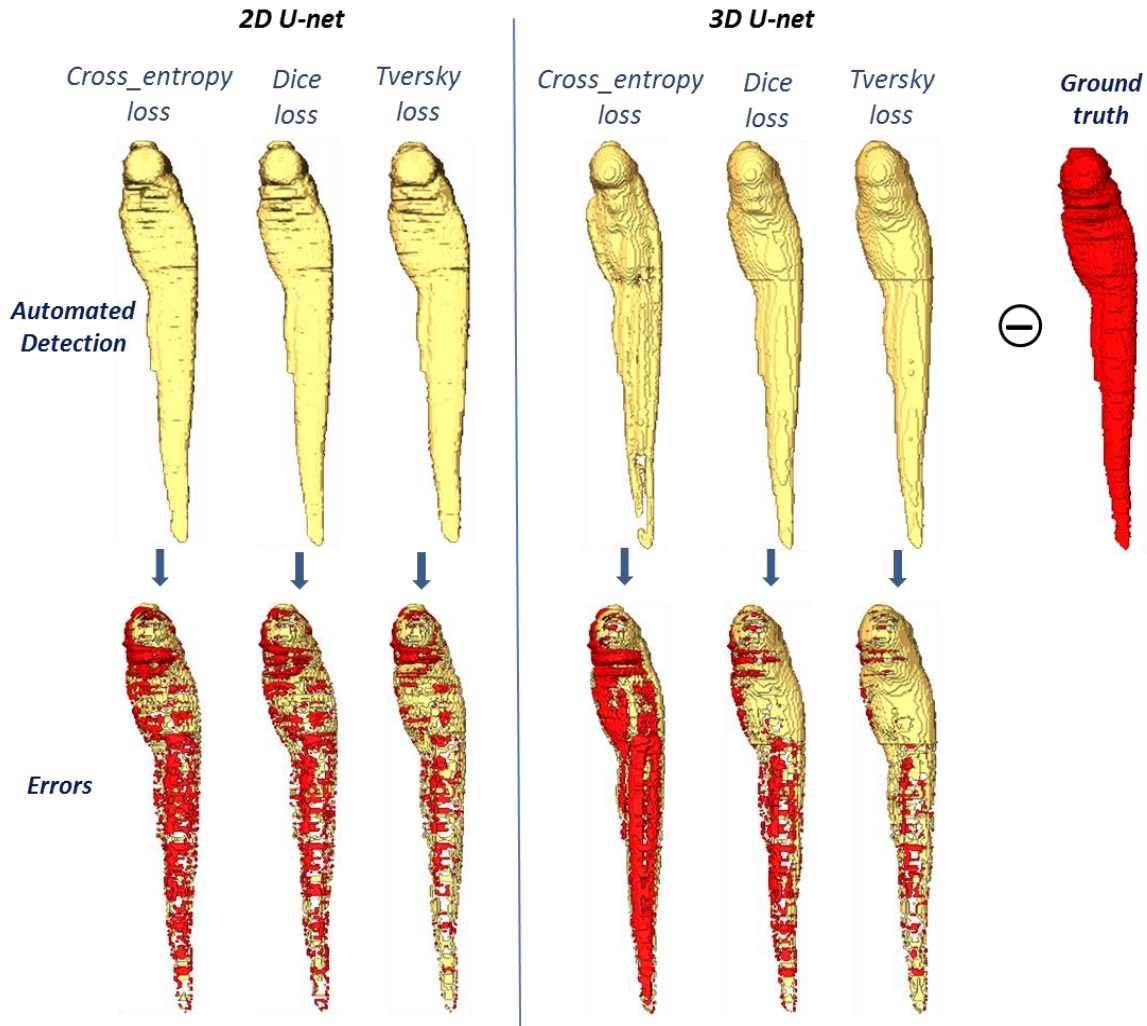 2D U-net
3D U-net
Cross_entropy
loss
Dice
loss
Tversky
loss
Cross_entropy
loss
Dice
loss
Tversky
loss
Ground
truth
Automated
Detection
Errors